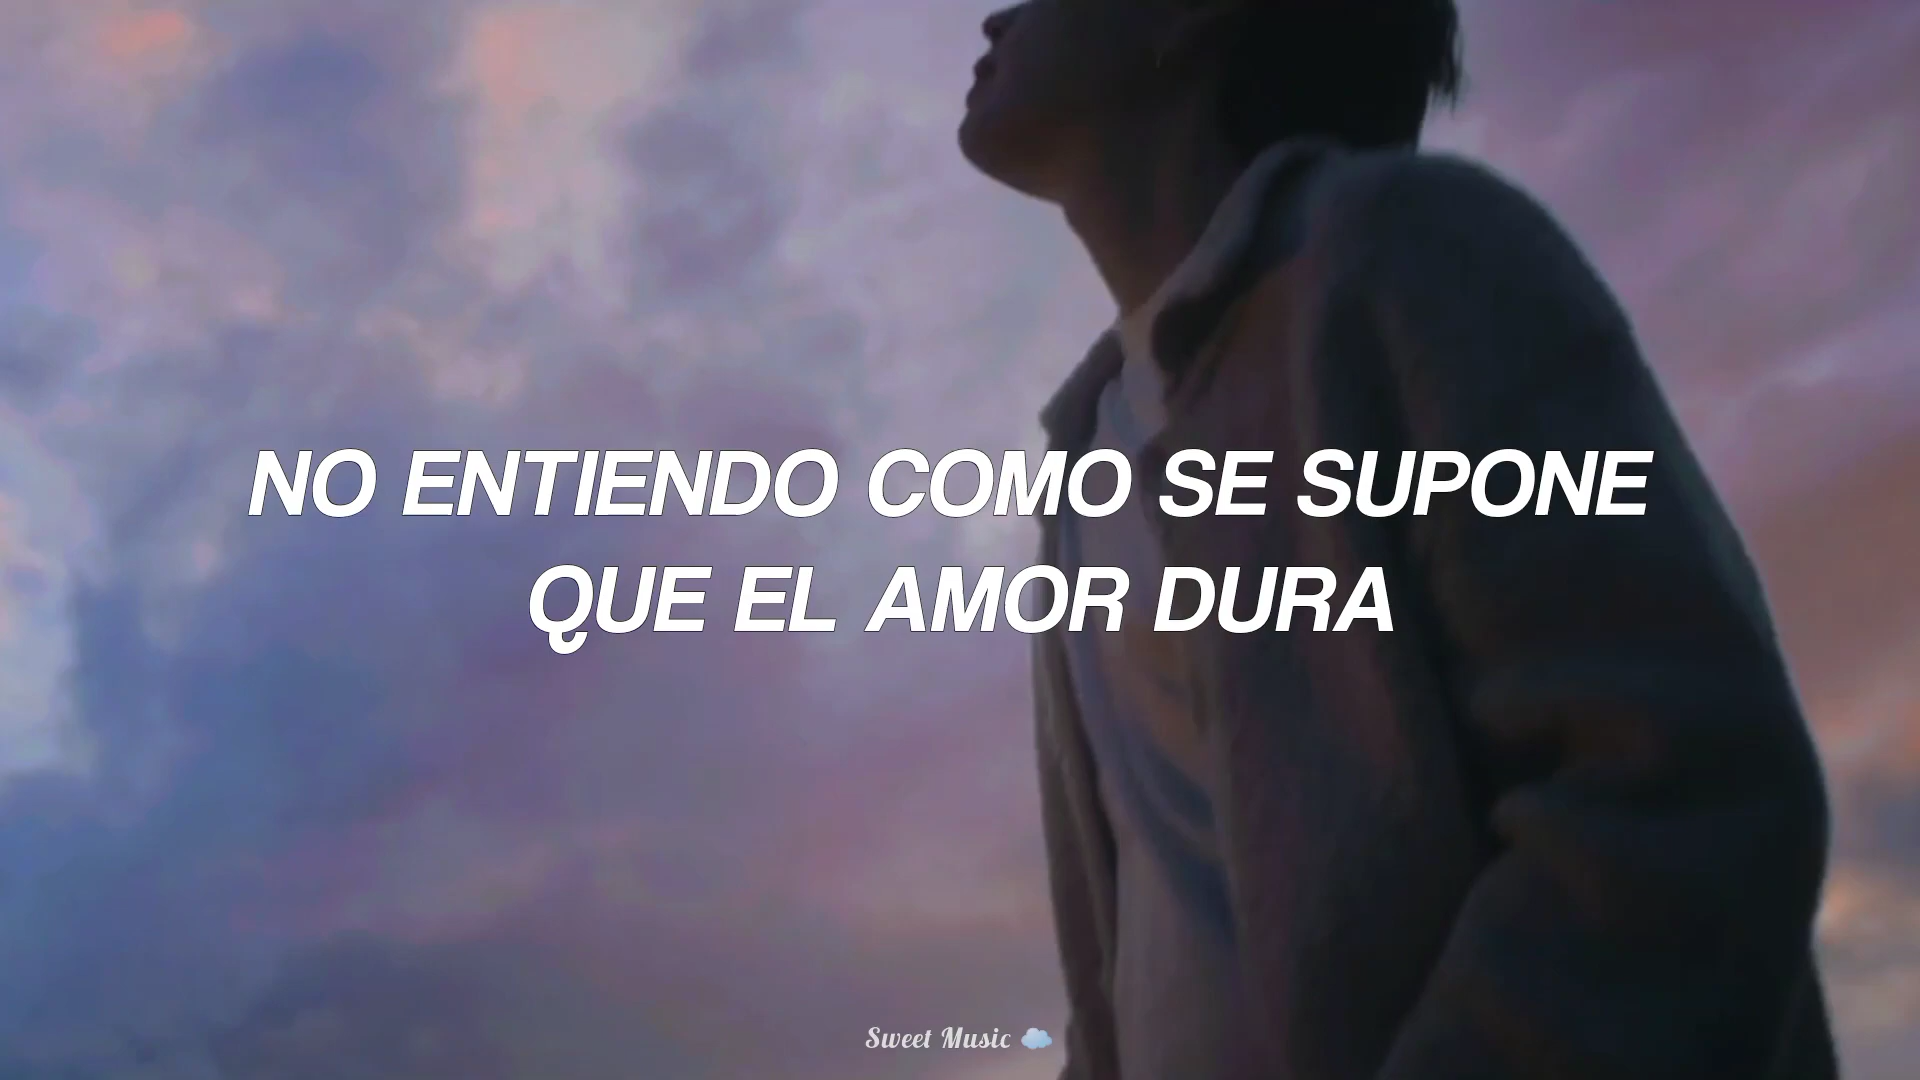 NO ENTIENDO COMO SE SUPONE
QUE EL AMOR DURA
Sweet Music ☁️